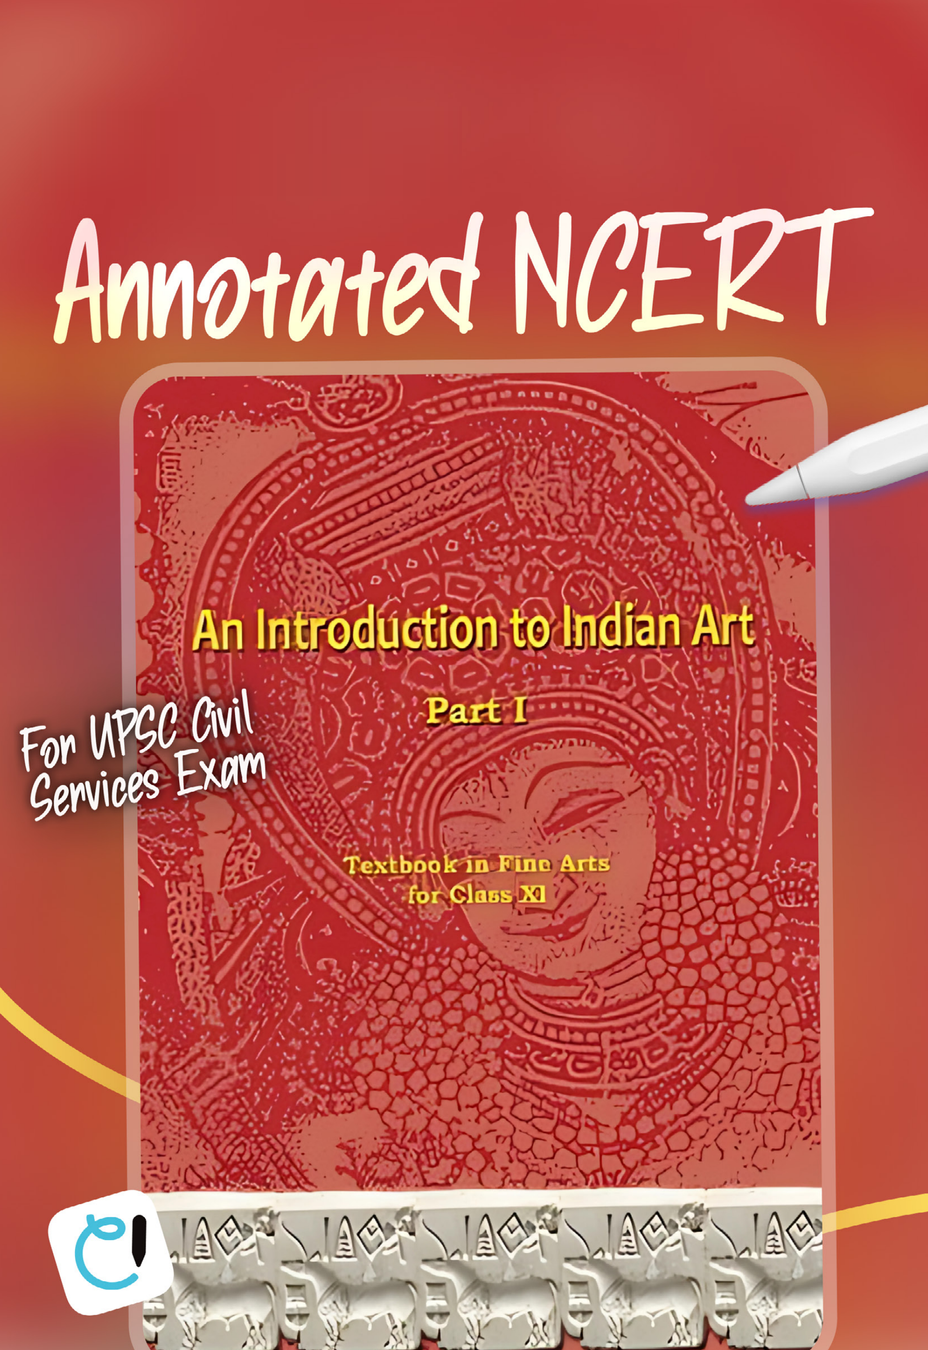 Annotated NCERT
An Introduction to Indian Art
Part I
For UPSC Civil
Services Exam
Textbook in Fine Arts
for Class XI